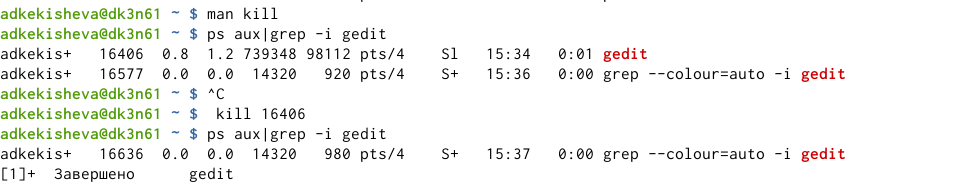 adkekisheva@dk3n61 ~ $ man kill
adkekisheva@dk3n61 ~ $ ps aux|grep -i gedit
adkekis+   16406  0.8  1.2 739348 98112 pts/4    Sl   15:34   0:01 gedit
adkekis+   16577  0.0  0.0  14320   920 pts/4    S+   15:36   0:00 grep --colour=auto -i gedit
adkekisheva@dk3n61 ~ $ ^C
adkekisheva@dk3n61 ~ $  kill 16406
adkekisheva@dk3n61 ~ $ ps aux|grep -i gedit
adkekis+   16636  0.0  0.0  14320   980 pts/4    S+   15:37   0:00 grep --colour=auto -i gedit
[1]+  Завершено      gedit